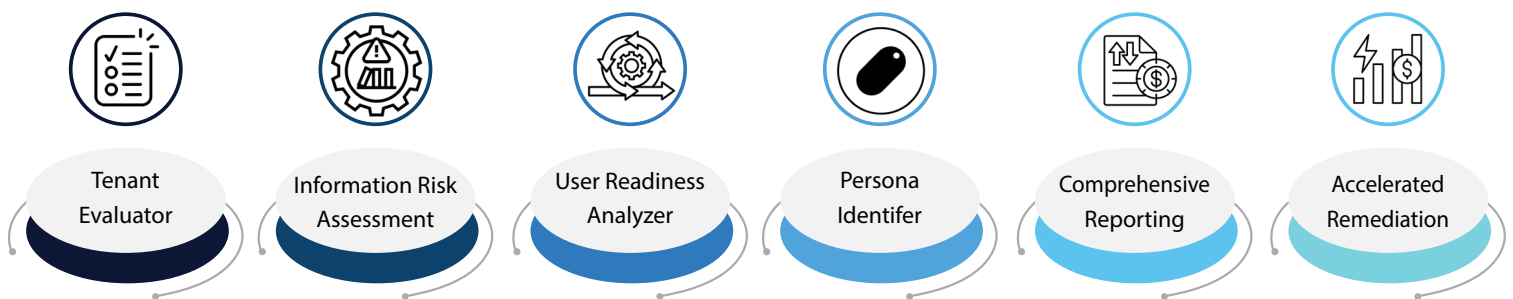 Tenant
Evaluator
Information Risk
Assessment
User Readiness
Analyzer
Persona
Identifer
Comprehensive
Reporting
Accelerated
Remediation